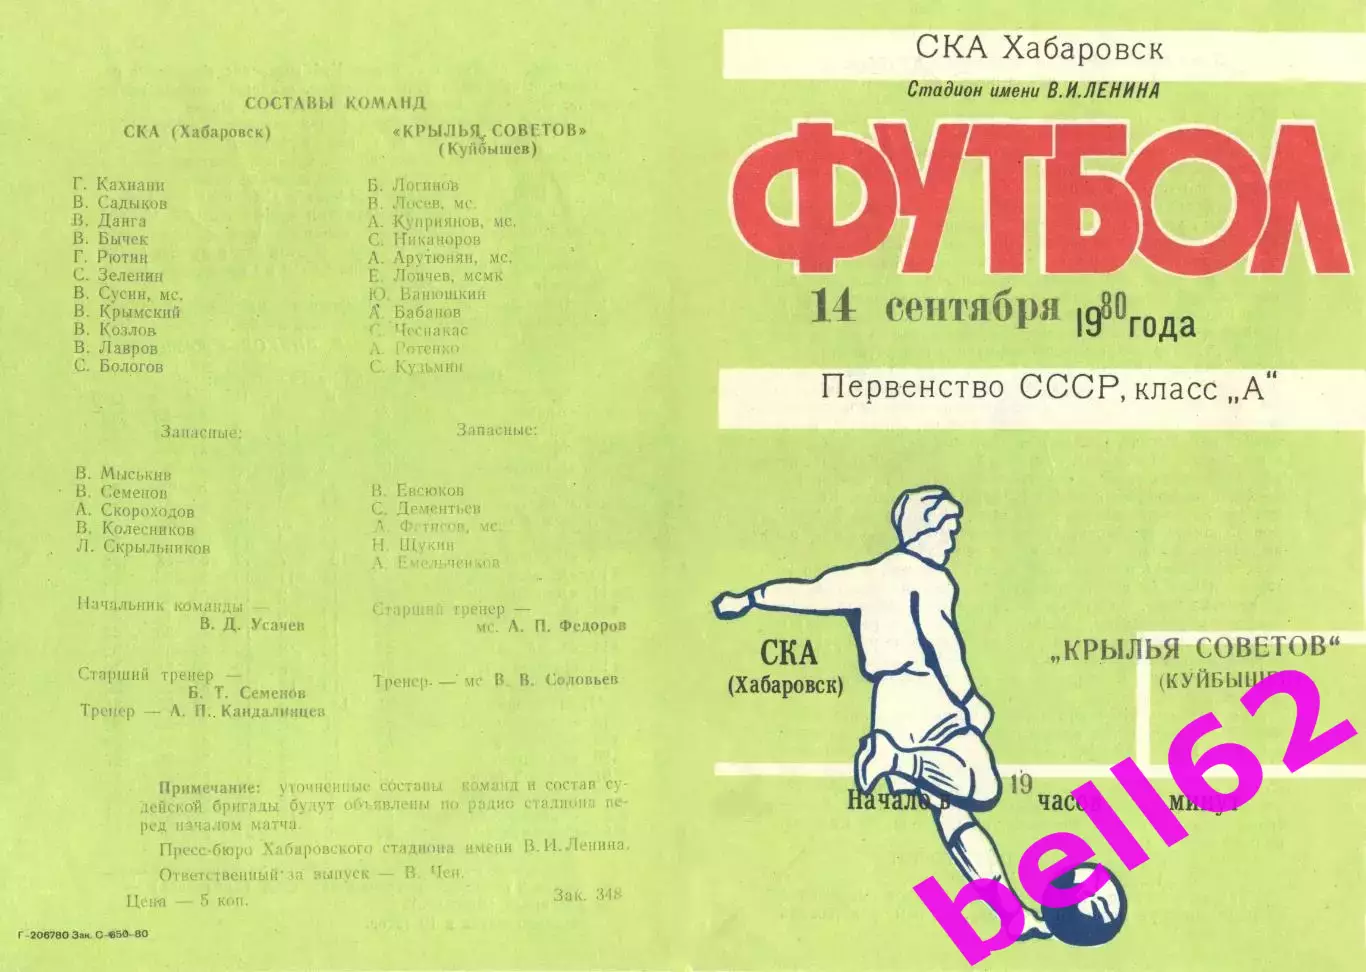 СОСТАВЫ КОМАНД
СКА (Хабаровск)
Г. Кахиани
В. Садыков
В. Данга
В. Бычек
Г. Рютин
С. Зеленин
В. Сусин, мс.
В. Крымский
В. Козлов
В. Лавров
С. Бологов
Запасные:
В. Мыськив
В. Семенов
А. Скороходов
В. Колесников
Л. Скрыльников
Начальник команды —
В. Д. Усачев
Старший тренер —
Б. Т. Семенов
Тренер — А. П. Кандалинцев
«КРЫЛЬЯ СОВЕТОВ»
(Куйбышев)
Б. Логинов
В. Лосев, мс.
А. Куприянов, мс.
С. Никаноров
А. Арутюнян, мс.
Е. Ловчев, мсмк
Ю. Ванюшкин
А. Бабанов
С. Чеснакас
А. Ротенко
С. Кузьмин
Запасные:
В. Евсюков
С. Дементьев
А. Фетисов, мс.
Н. Щукин
А. Емельченков
Старший тренер —
мс. А. П. Федоров
Тренер — мс В. В. Соловьев
Примечание: уточненные составы команд и состав су-
дейской бригады будут объявлены по радио стадиона пе-
ред началом матча.
Пресс-бюро Хабаровского стадиона имени В.И.Ленина.
Ответственный за выпуск — В. Чен.
Цена — 5 коп.
Зак. 348
Г-206780 Зак. С-650-80
СКА Хабаровск
Стадион имени В.И.ЛЕНИНА
ФУТБОЛ
14 сентября 1980 года
Первенство СССР, класс „А“
СКА
(Хабаровск)
„КРЫЛЬЯ СОВЕТОВ“
(КУЙБЫШЕВ)
Начало в 19 часов минут
bell62